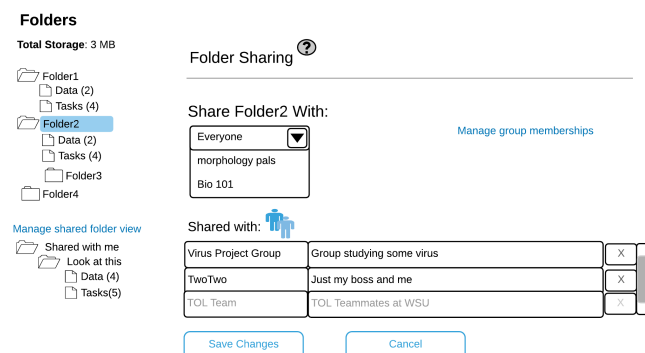 Folders
Total Storage: 3 MB
Folder1
Data (2)
Tasks (4)
Folder2
Data (2)
Tasks (4)
Folder3
Folder4
Manage shared folder view
Shared with me
Look at this
Data (4)
Tasks(5)
Folder Sharing ?
Share Folder2 With:
Everyone
morphology pals
Bio 101
Manage group memberships
Shared with:
Virus Project Group Group studying some virus X
TwoTwo Just my boss and me X
TOL Team TOL Teammates at WSU X
Save Changes Cancel